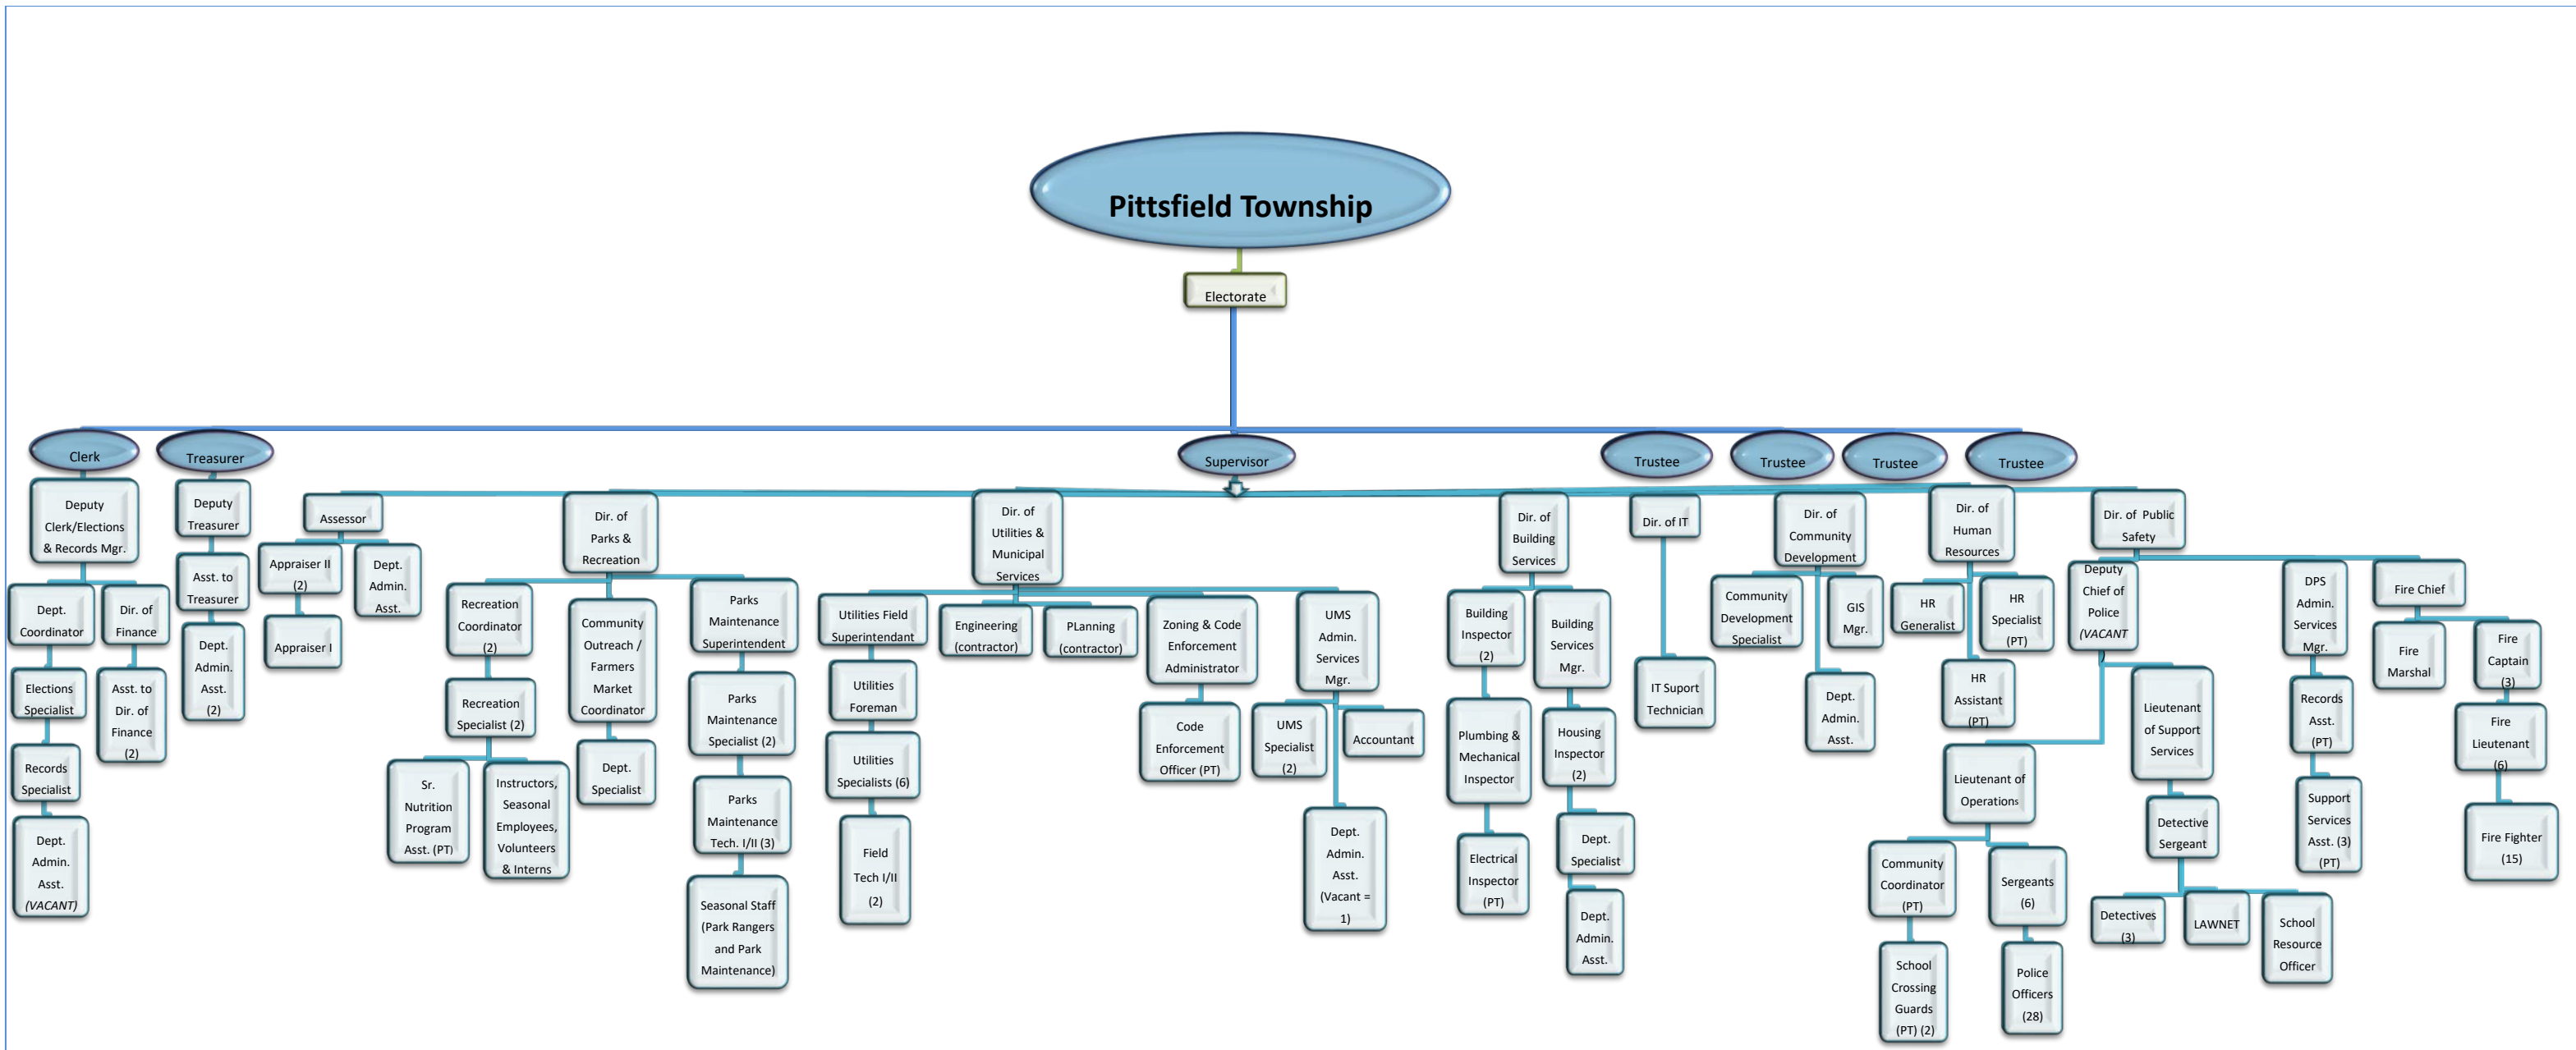 Pittsfield Township
Electorate
Clerk
Treasurer
Supervisor
Trustee
Trustee
Trustee
Trustee
Deputy
Clerk/Elections
& Records Mgr.
Dept.
Coordinator
Elections
Specialist
Records
Specialist
Dept.
Admin.
Asst.
(VACANT)
Dir. of
Finance
Asst. to
Dir. of
Finance
(2)
Deputy
Treasurer
Asst. to
Treasurer
Dept.
Admin.
Asst.
(2)
Assessor
Appraiser II
(2)
Appraiser I
Dept.
Admin.
Asst.
Dir. of
Parks &
Recreation
Recreation
Coordinator
(2)
Recreation
Specialist (2)
Sr.
Nutrition
Program
Asst. (PT)
Instructors,
Seasonal
Employees,
Volunteers
& Interns
Community
Outreach /
Farmers
Market
Coordinator
Dept.
Specialist
Parks
Maintenance
Superintendent
Parks
Maintenance
Specialist (2)
Parks
Maintenance
Tech. I/II (3)
Seasonal Staff
(Park Rangers
and Park
Maintenance)
Dir. of
Utilities &
Municipal
Services
Utilities Field
Superintendant
Utilities
Foreman
Utilities
Specialists (6)
Field
Tech I/II
(2)
Engineering
(contractor)
PLanning
(contractor)
Zoning & Code
Enforcement
Administrator
Code
Enforcement
Officer (PT)
UMS
Admin.
Services
Mgr.
UMS
Specialist
(2)
Accountant
Dept.
Admin.
Asst.
(Vacant =
1)
Dir. of
Building
Services
Building
Inspector
(2)
Plumbing &
Mechanical
Inspector
Electrical
Inspector
(PT)
Building
Services
Mgr.
Housing
Inspector
(2)
Dept.
Specialist
Dept.
Admin.
Asst.
Dir. of IT
IT Suport
Technician
Dir. of
Community
Development
Community
Development
Specialist
GIS
Mgr.
Dept.
Admin.
Asst.
Dir. of
Human
Resources
HR
Generalist
HR
Specialist
(PT)
HR
Assistant
(PT)
Dir. of  Public
Safety
Deputy
Chief of
Police
(VACANT
)
Lieutenant of
Operations
Community
Coordinator
(PT)
School
Crossing
Guards
(PT) (2)
Sergeants
(6)
Police
Officers
(28)
Lieutenant
of Support
Services
Detective
Sergeant
Detectives
(3)
LAWNET
School
Resource
Officer
DPS
Admin.
Services
Mgr.
Records
Asst.
(PT)
Support
Services
Asst. (3)
(PT)
Fire Chief
Fire
Marshal
Fire
Captain
(3)
Fire
Lieutenant
(6)
Fire Fighter
(15)